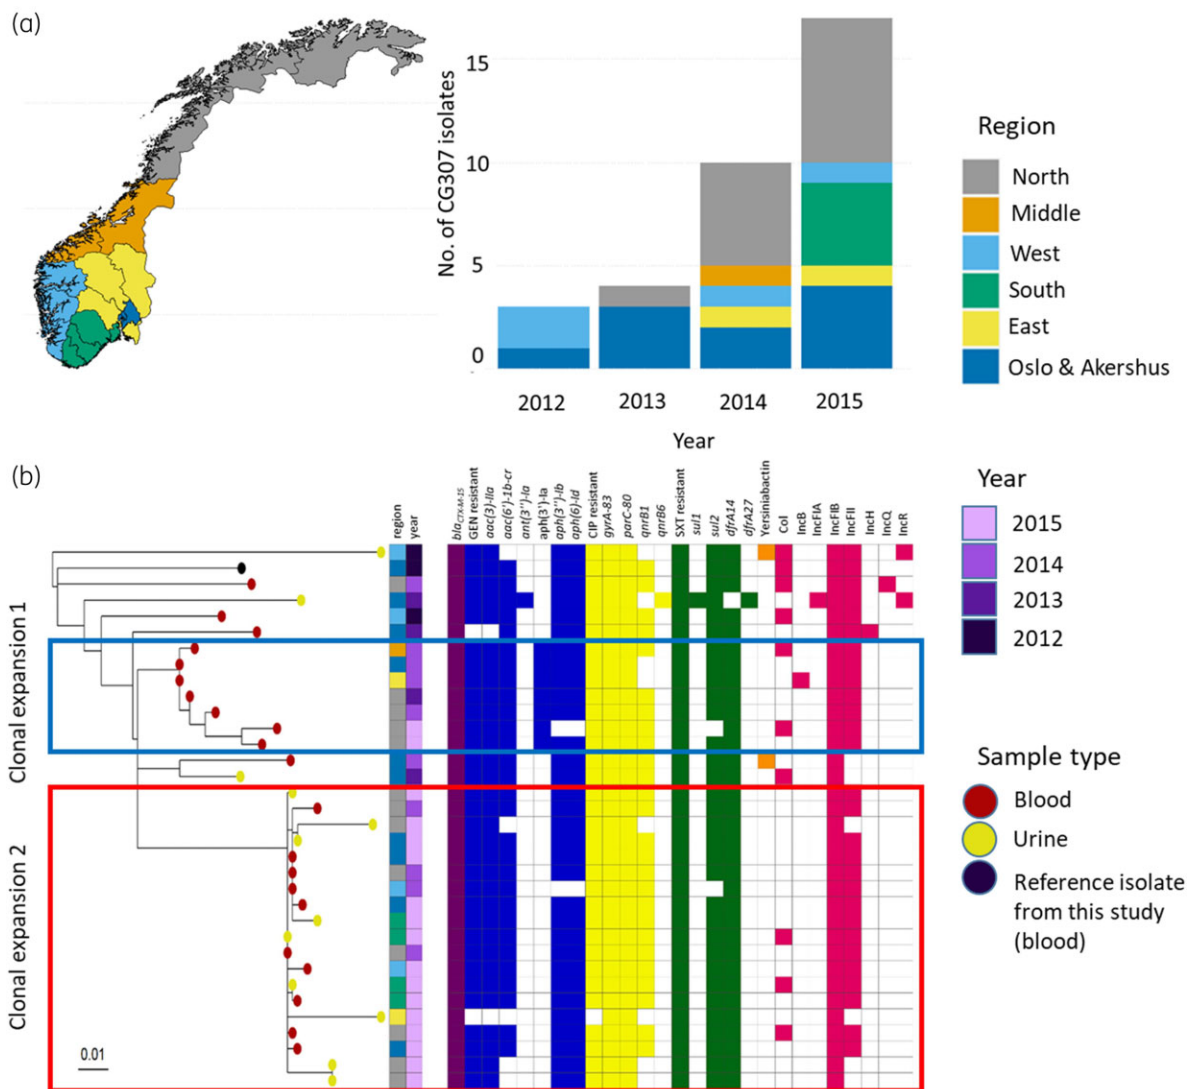 (a)
No. of CG307 isolates
15
10
5
0
2012
2013
2014
2015
Year
Region
North
Middle
West
South
East
Oslo & Akershus
(b)
region
year
blaCTX-M-15
GEN resistant
aac(3)-IIa
aac(6')-1b-cr
ant(3'')-Ia
aph(3')-Ia
aph(3'')-Ib
aph(6)-Id
CIP resistant
gyrA-83
parC-80
qnrB1
qnrB6
SXT resistant
sul1
sul2
dfrA14
dfrA27
Yersiniabactin
Col
IncB
IncFIA
IncFIB
IncFII
IncH
IncQ
IncR
Clonal expansion 1
Clonal expansion 2
0.01
Year
2015
2014
2013
2012
Sample type
Blood
Urine
Reference isolate
from this study
(blood)